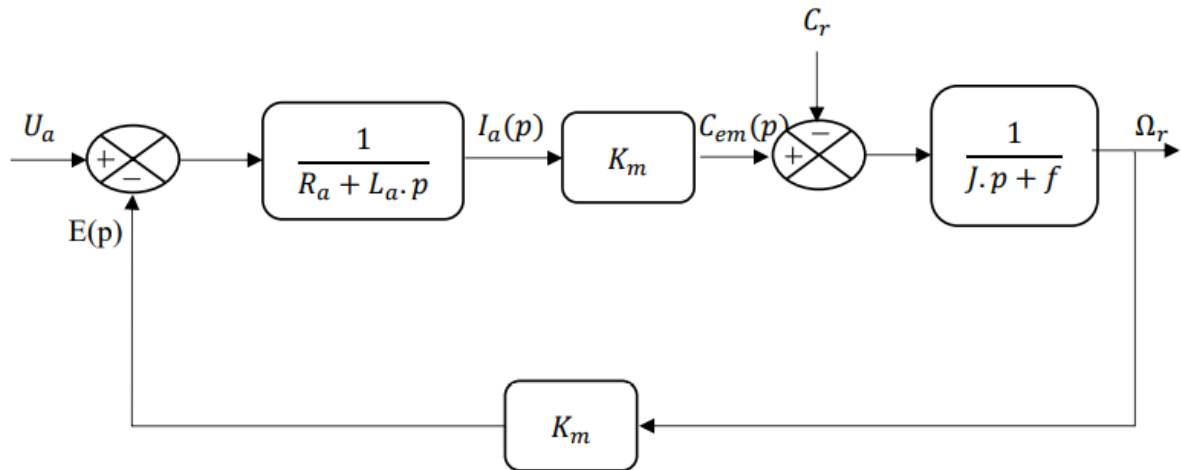 C_r
U_a
+
−
1
R_a + L_a. p
I_a(p)
K_m
C_em(p)
−
+
1
J. p + f
Ω_r
E(p)
K_m